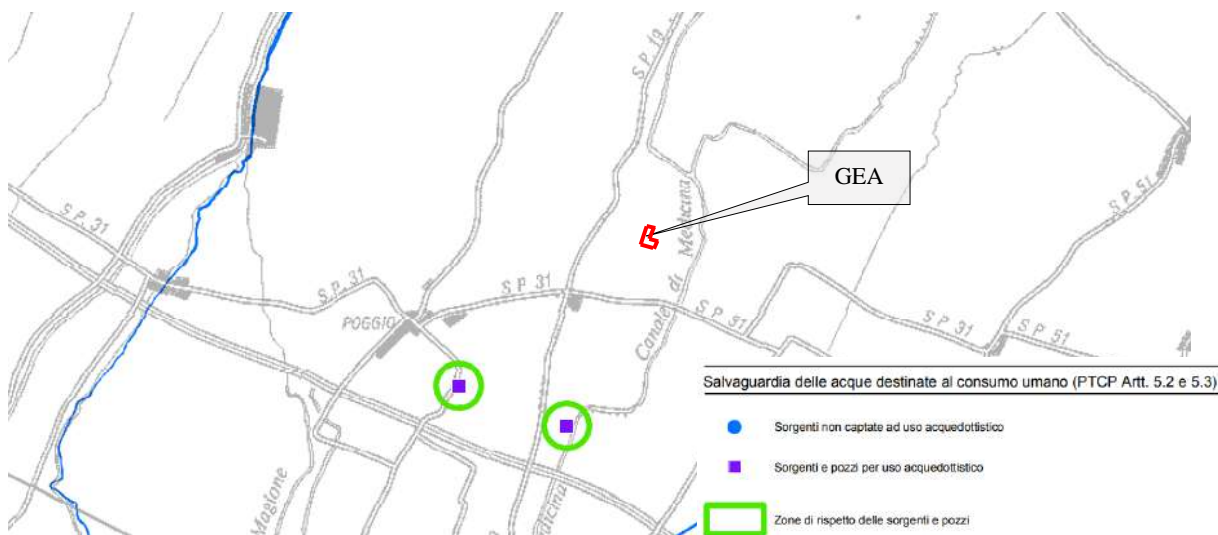 S.P. 19
GEA
Canale di Medicina
S.P. 51
S.P. 31
S.P. 31
S.P. 31
POGGIO
S.P. 31
S.P. 31
S.P. 51
Magione
dicina
Salvaguardia delle acque destinate al consumo umano (PTCP Artt. 5.2 e 5.3)
Sorgenti non captate ad uso acquedottistico
Sorgenti e pozzi per uso acquedottistico
Zone di rispetto delle sorgenti e pozzi